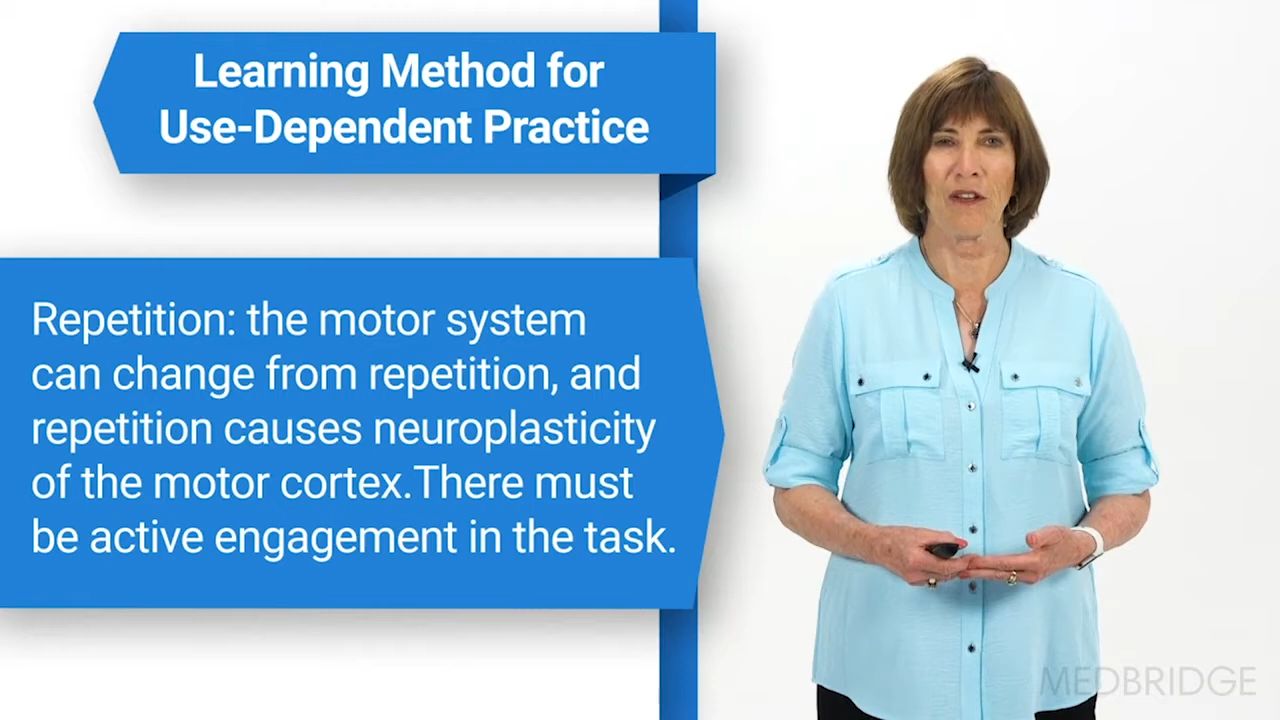 Learning Method for
Use-Dependent Practice
Repetition: the motor system
can change from repetition, and
repetition causes neuroplasticity
of the motor cortex.There must
be active engagement in the task.
MEDBRIDGE